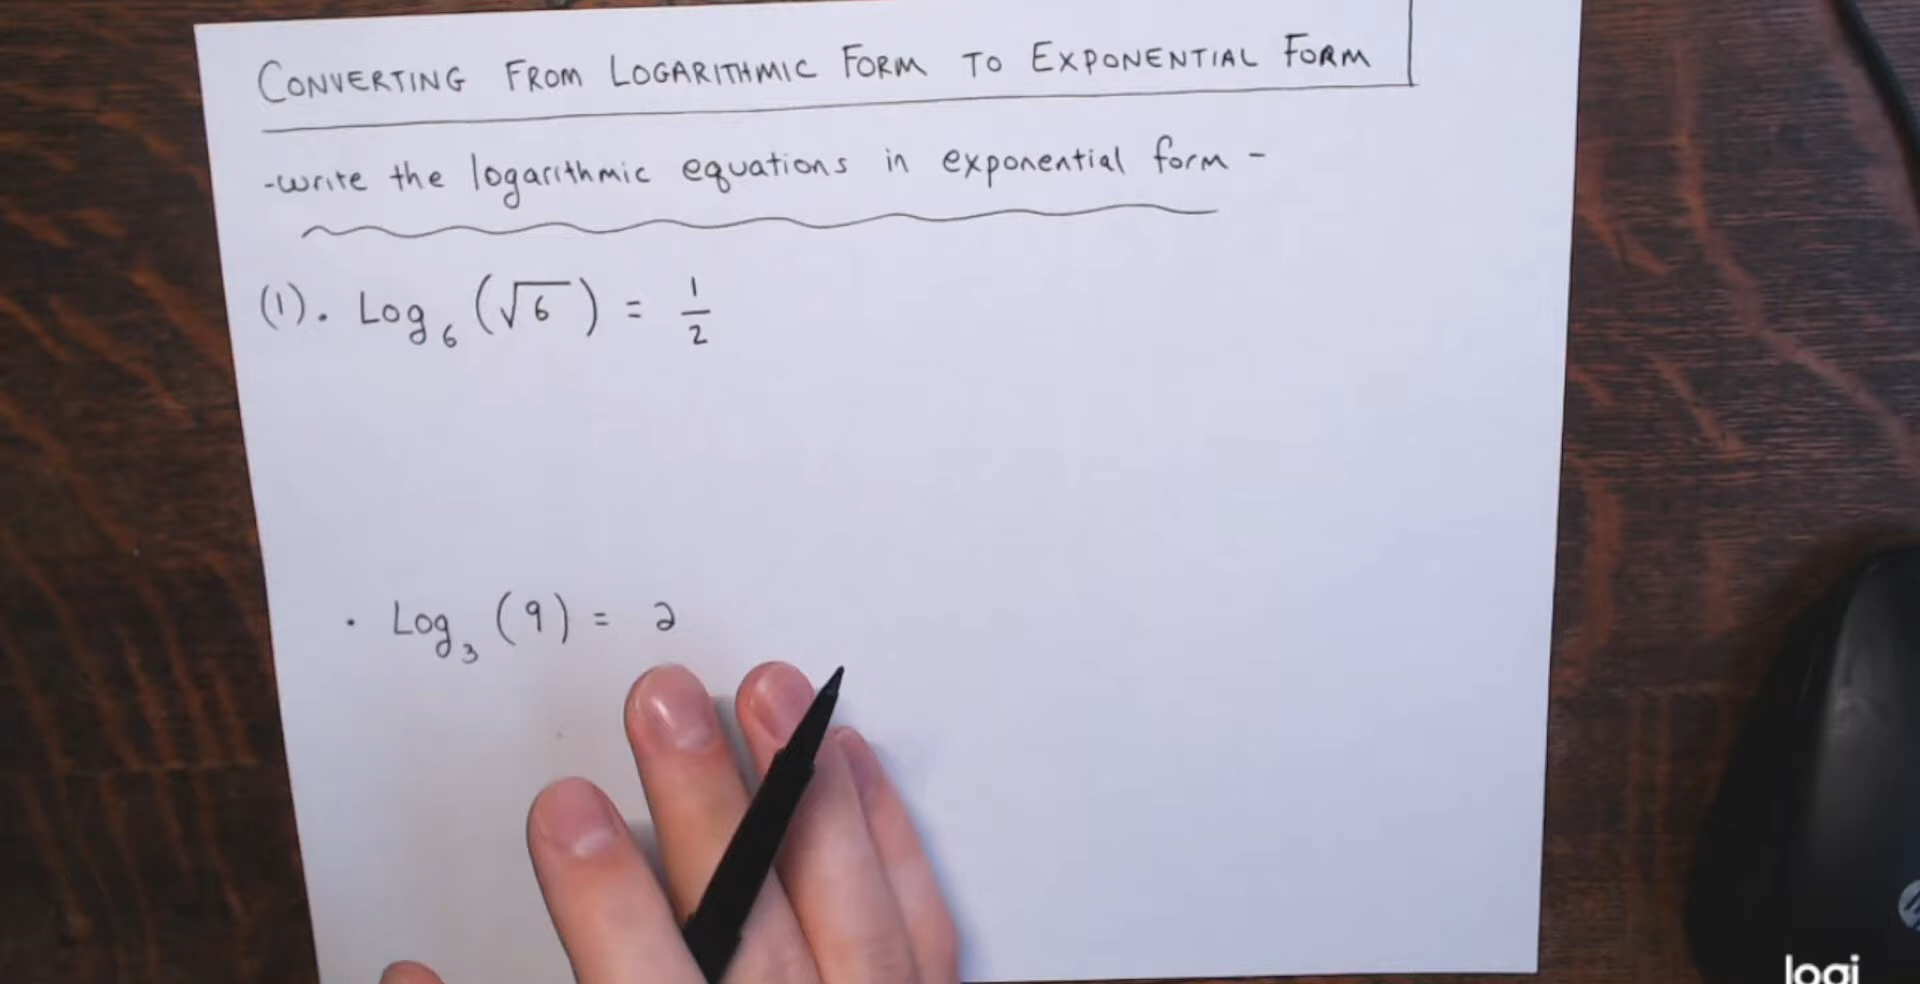 CONVERTING FROM LOGARITHMIC FORM TO EXPONENTIAL FORM
-write the logarithmic equations in exponential form-
(1). Log₆ (√6) = 1/2
· Log₃ (9) = 2
logi